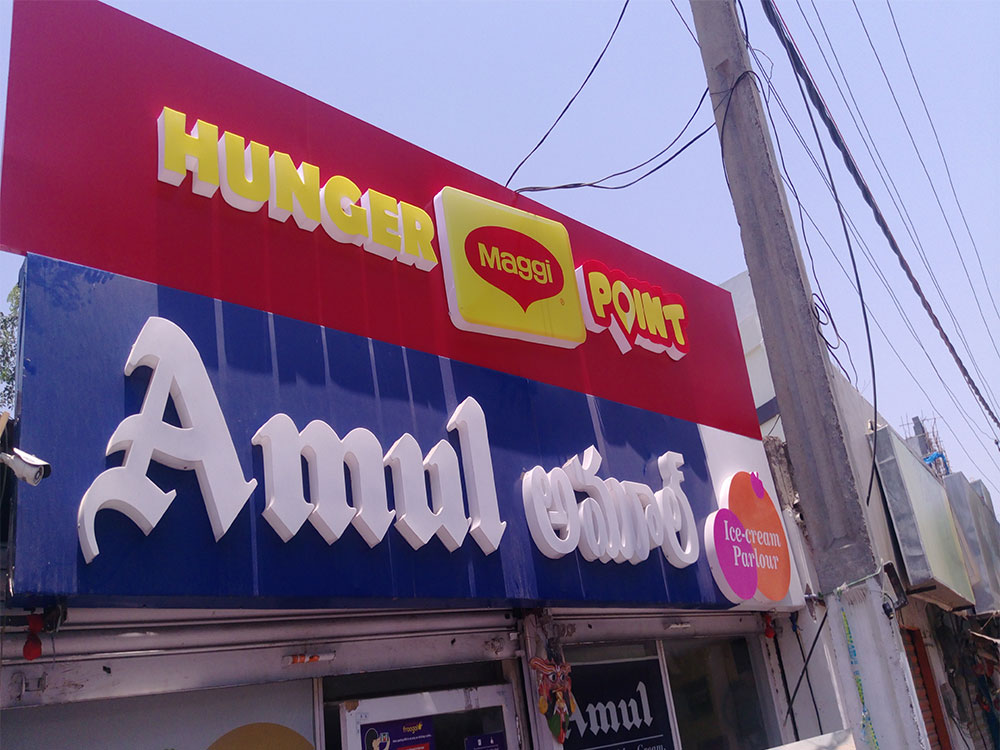 HUNGER Maggi POINT
Amul అమూల్
Ice-cream
Parlour
Amul